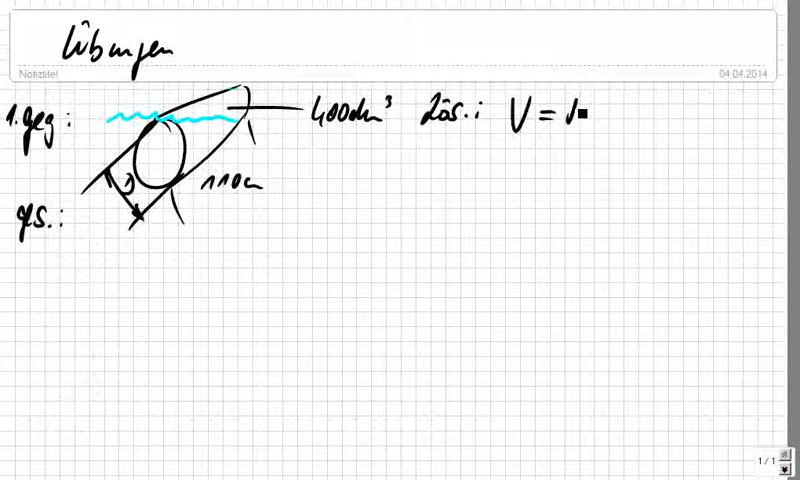 Übungen
Notiztitel
04.04.2014
1. geg:
400dm³
Lös.: V =
D
110cm
ges.:
1 / 1